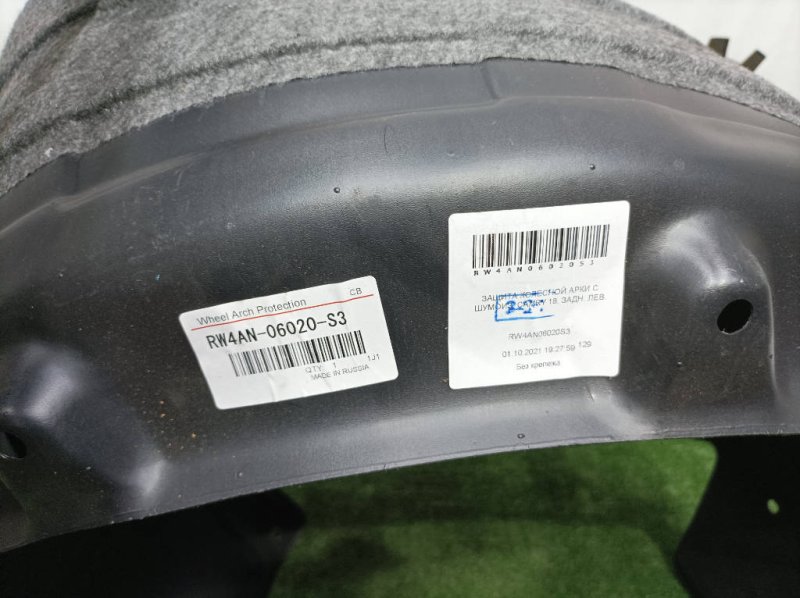 Wheel Arch Protection
CB
RW4AN-06020-S3
QTY: 1
1J1
MADE IN RUSSIA
RW4AN06020S3
ЗАЩИТА КОЛЕСНОЙ АРКИ С
18, ЗАДН. ЛЕВ.
RW4AN06020S3
01.10.2021 19:27:59 129
Без крепежа